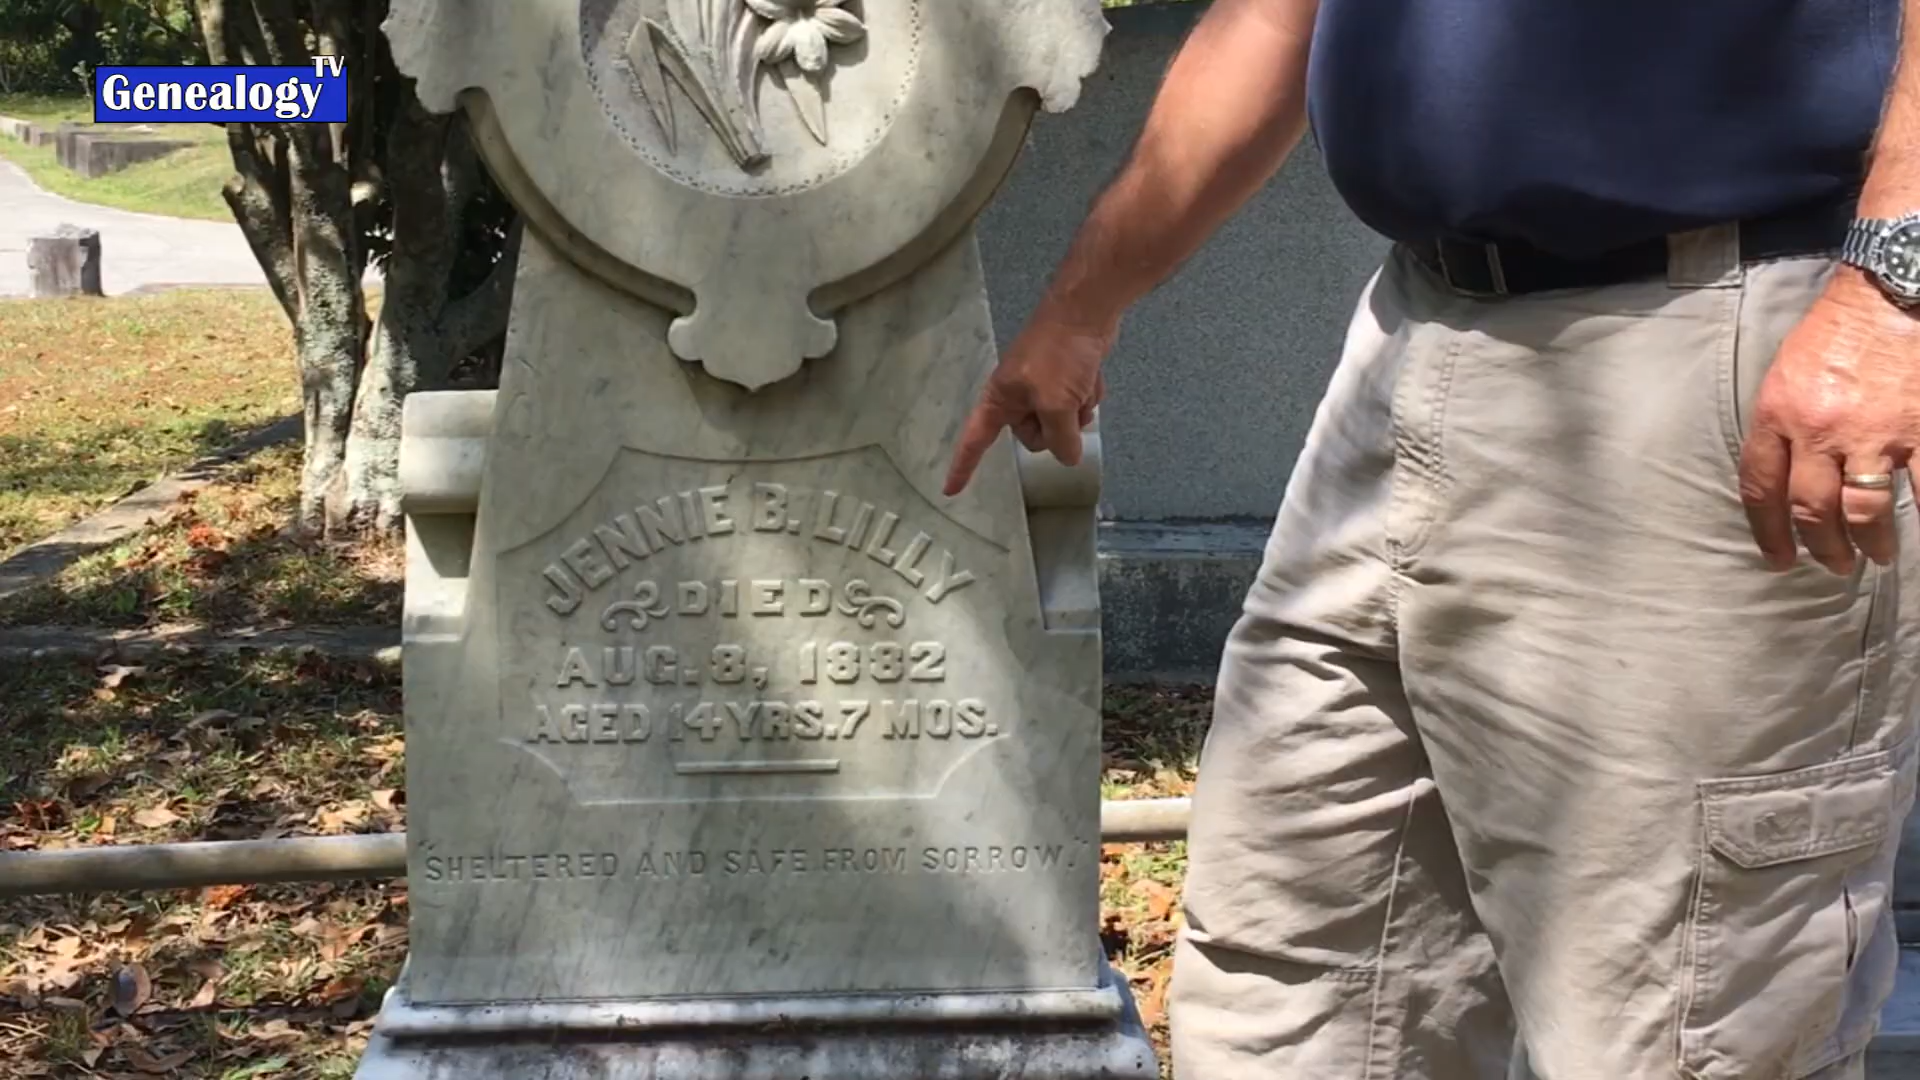 Genealogy TV
JENNIE B. LILLY
DIED
AUG. 8, 1882
AGED 14 YRS. 7 MOS.
"SHELTERED AND SAFE FROM SORROW."